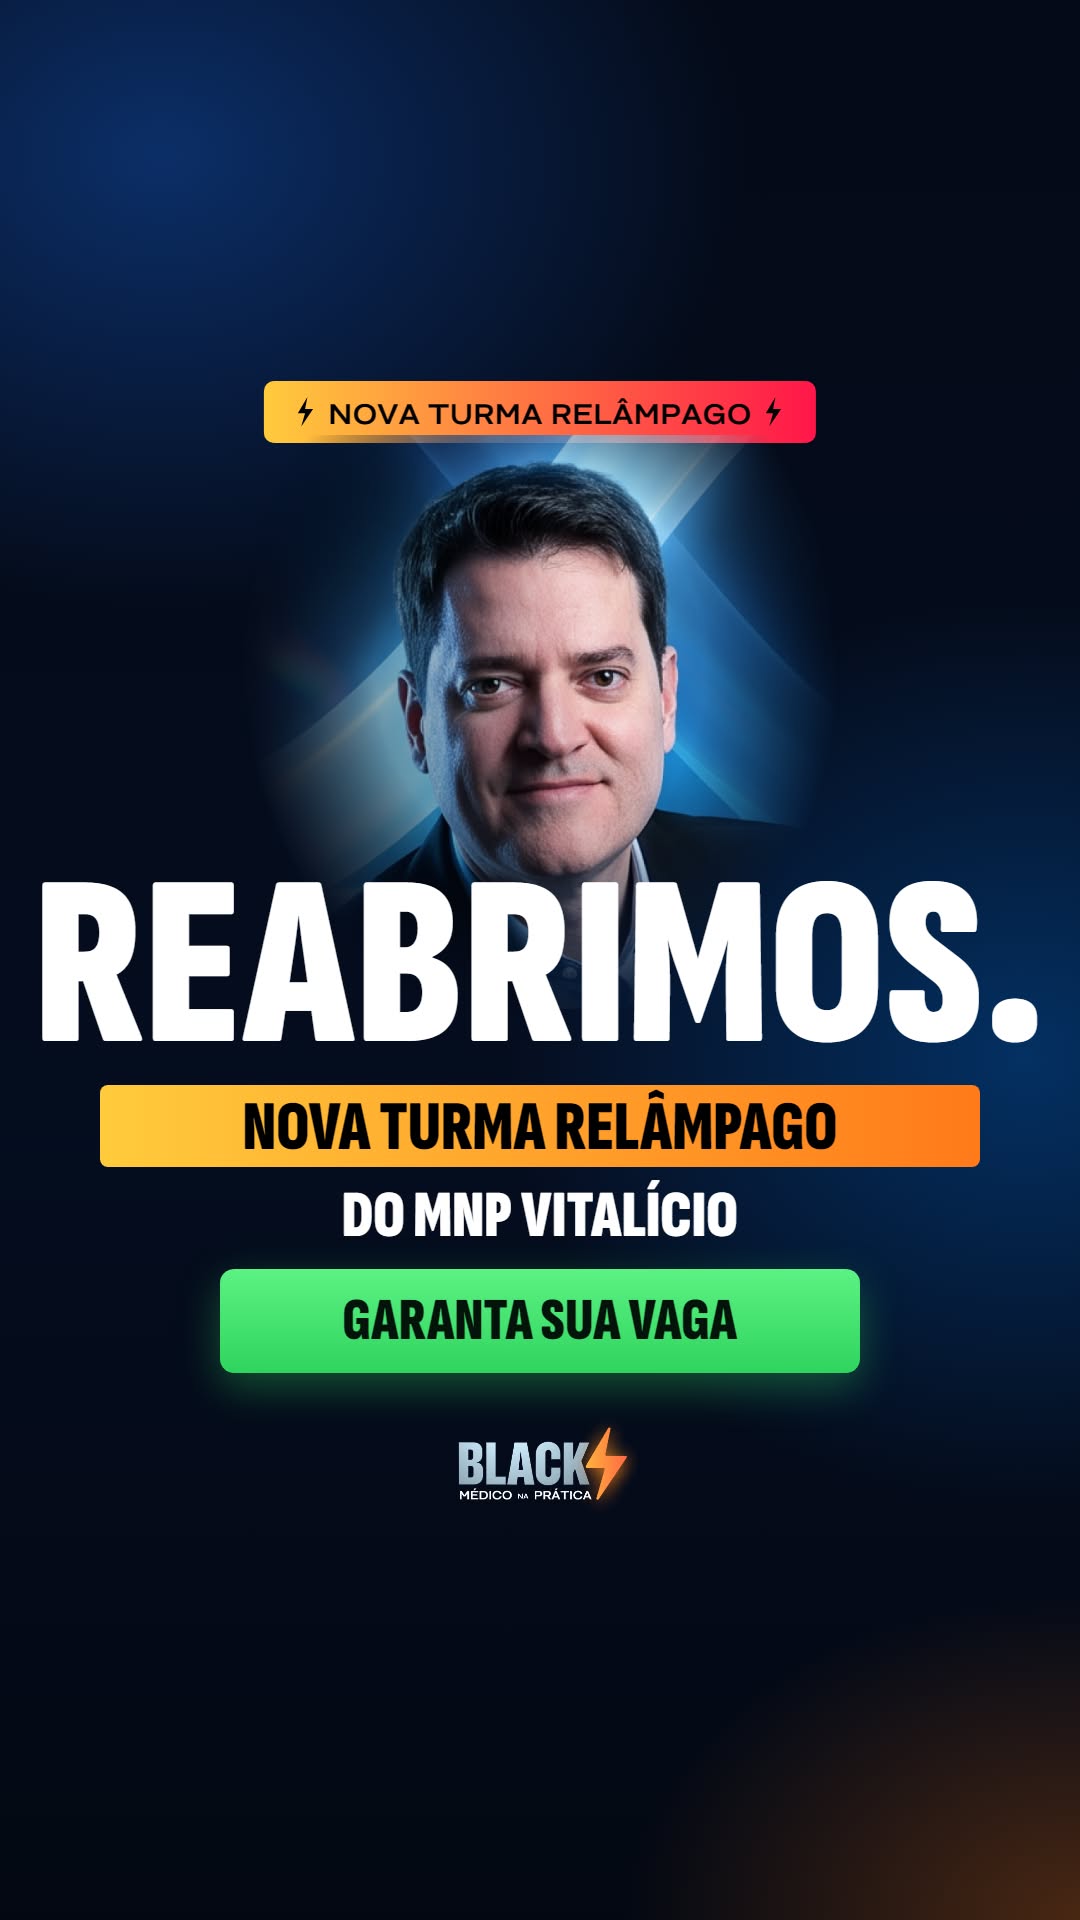 NOVA TURMA RELÂMPAGO
REABRIMOS.
NOVA TURMA RELÂMPAGO
DO MNP VITALÍCIO
GARANTA SUA VAGA
BLACK
MÉDICO NA PRÁTICA